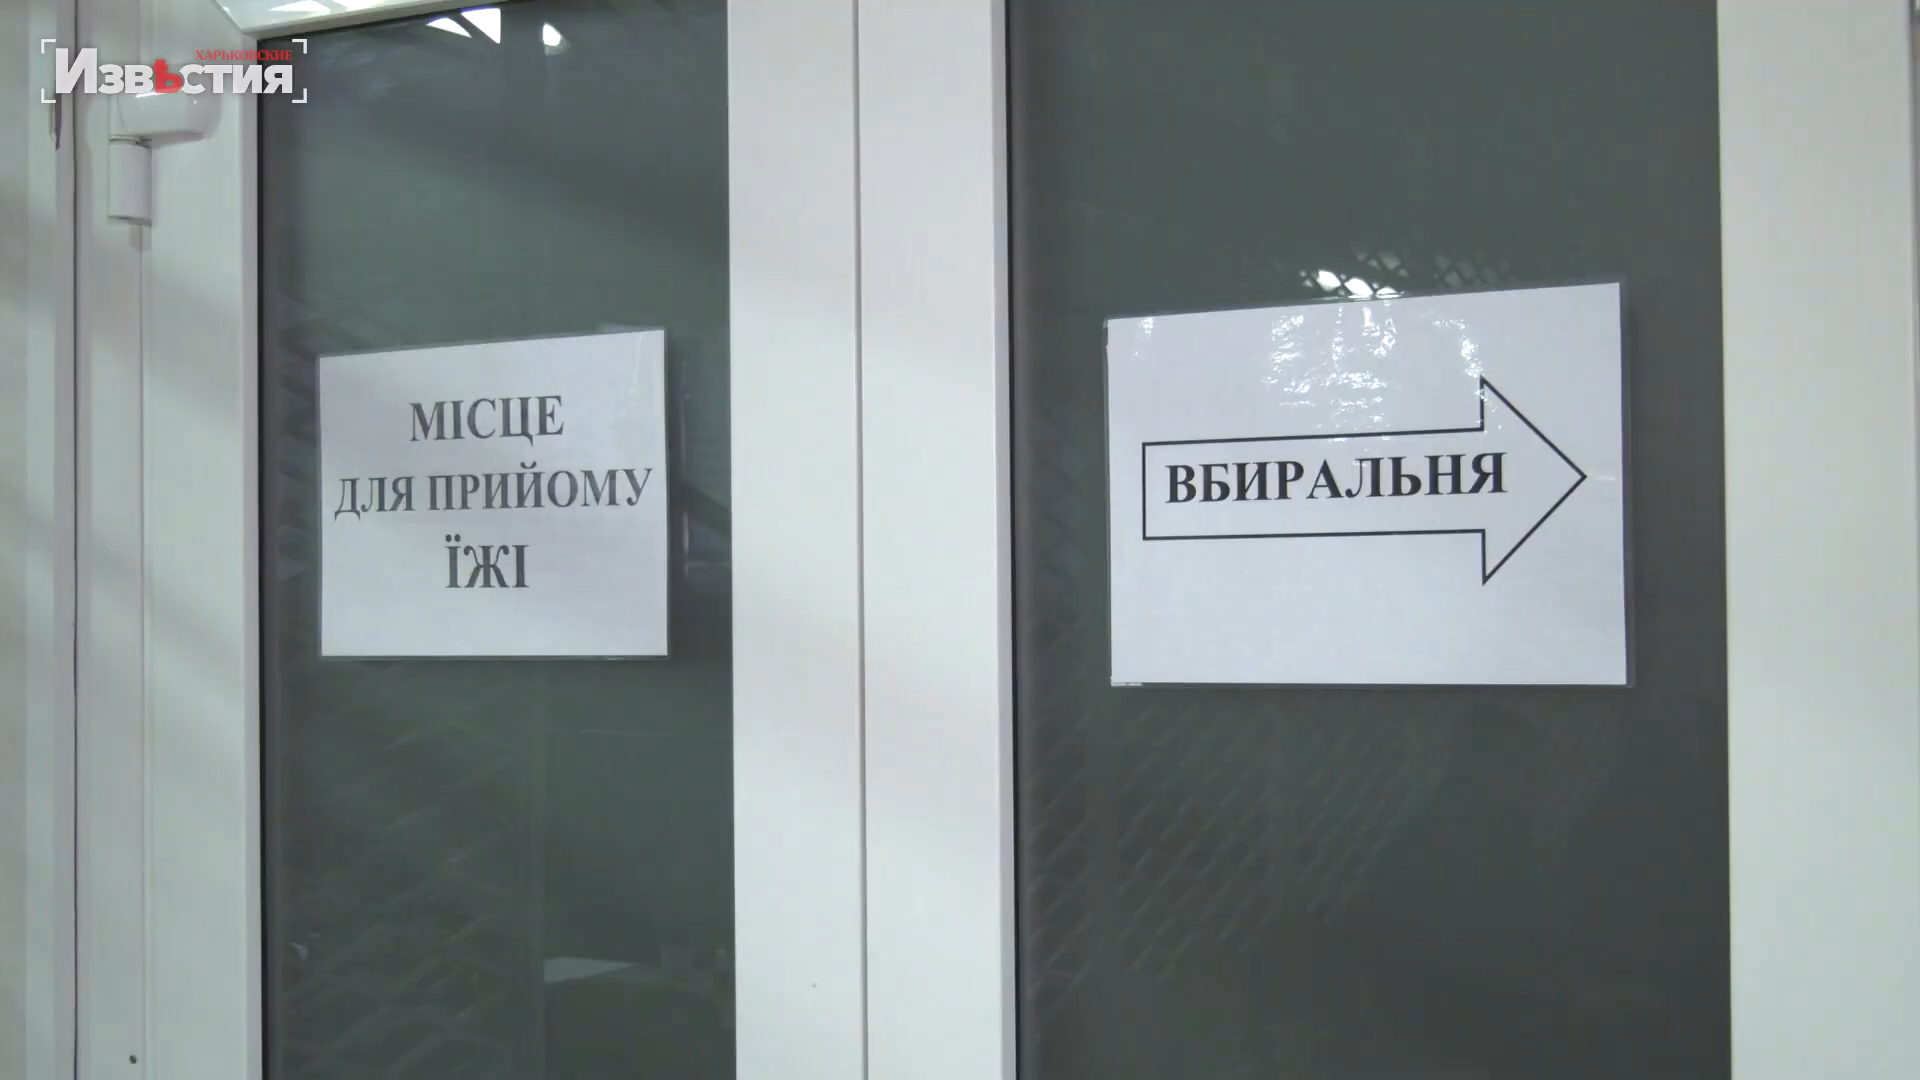 ХАРЬКОВСКИЕ
ИзвѢстия
МІСЦЕ
ДЛЯ ПРИЙОМУ
ЇЖІ
ВБИРАЛЬНЯ